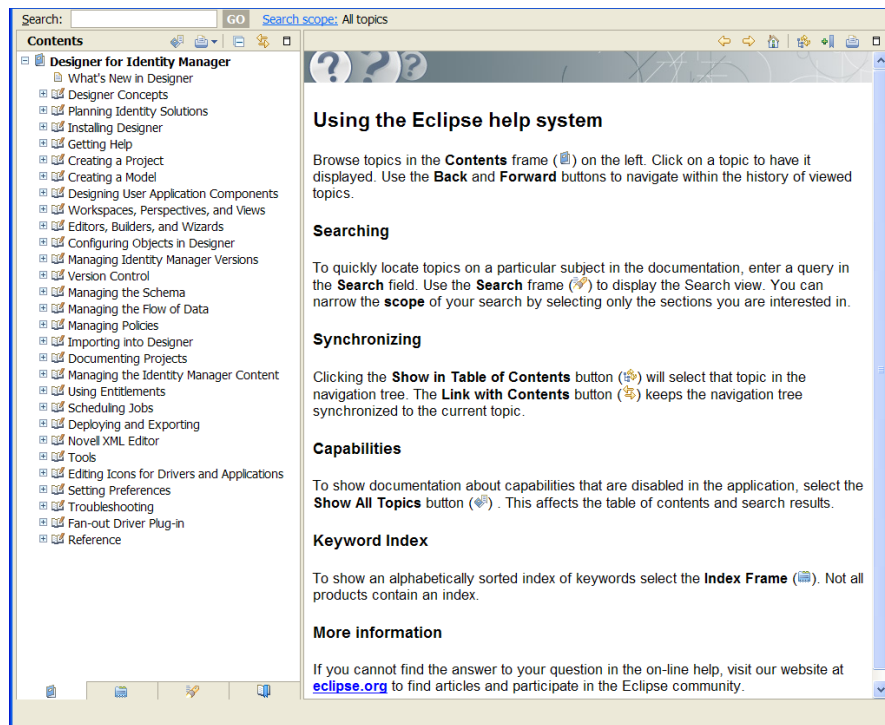 Search: GO Search scope: All topics
Contents
Designer for Identity Manager
What's New in Designer
Designer Concepts
Planning Identity Solutions
Installing Designer
Getting Help
Creating a Project
Creating a Model
Designing User Application Components
Workspaces, Perspectives, and Views
Editors, Builders, and Wizards
Configuring Objects in Designer
Managing Identity Manager Versions
Version Control
Managing the Schema
Managing the Flow of Data
Managing Policies
Importing into Designer
Documenting Projects
Managing the Identity Manager Content
Using Entitlements
Scheduling Jobs
Deploying and Exporting
Novell XML Editor
Tools
Editing Icons for Drivers and Applications
Setting Preferences
Troubleshooting
Fan-out Driver Plug-in
Reference
???
Using the Eclipse help system
Browse topics in the Contents frame ( ) on the left. Click on a topic to have it
displayed. Use the Back and Forward buttons to navigate within the history of viewed
topics.
Searching
To quickly locate topics on a particular subject in the documentation, enter a query in
the Search field. Use the Search frame ( ) to display the Search view. You can
narrow the scope of your search by selecting only the sections you are interested in.
Synchronizing
Clicking the Show in Table of Contents button ( ) will select that topic in the
navigation tree. The Link with Contents button ( ) keeps the navigation tree
synchronized to the current topic.
Capabilities
To show documentation about capabilities that are disabled in the application, select the
Show All Topics button ( ) . This affects the table of contents and search results.
Keyword Index
To show an alphabetically sorted index of keywords select the Index Frame ( ). Not all
products contain an index.
More information
If you cannot find the answer to your question in the on-line help, visit our website at
eclipse.org to find articles and participate in the Eclipse community.